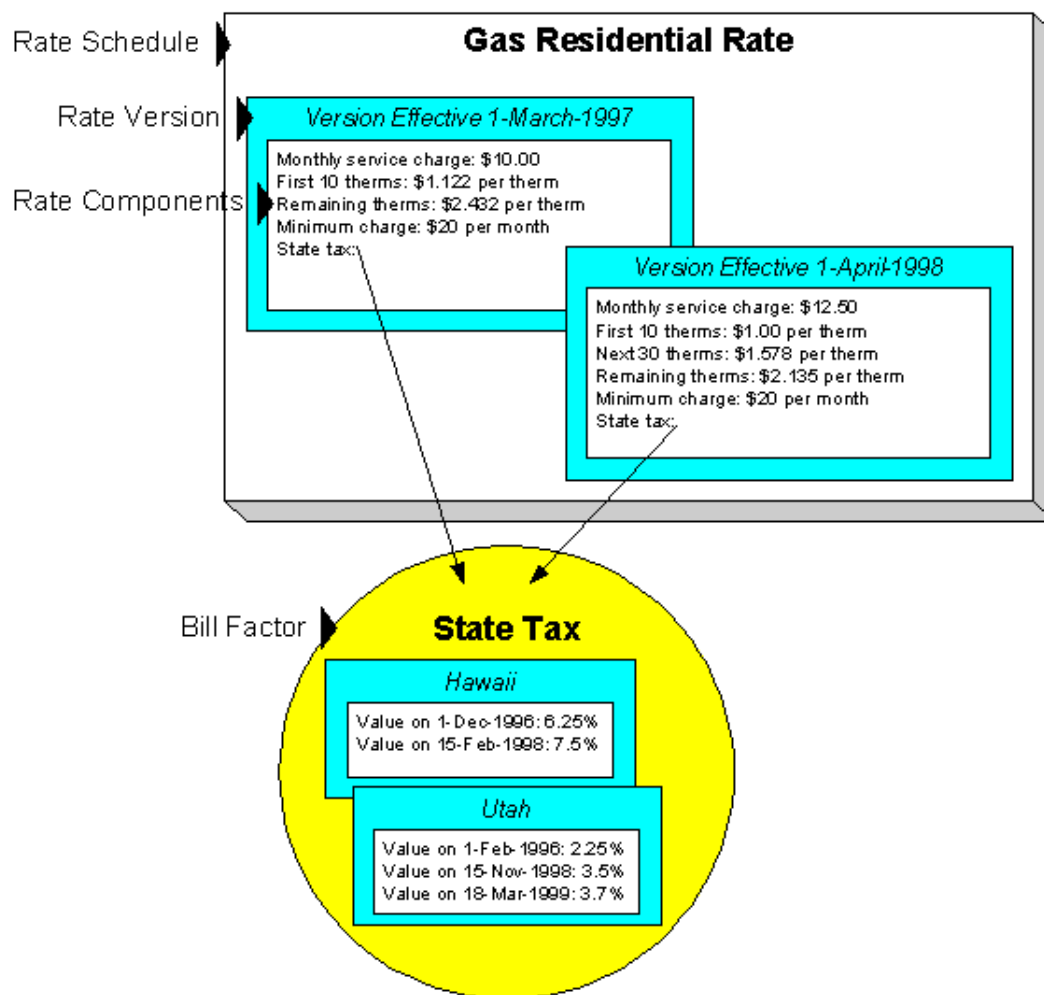 Rate Schedule
Gas Residential Rate
Rate Version
Version Effective 1-March-1997
Rate Components
Monthly service charge: $10.00
First 10 therms: $1.122 per therm
Remaining therms: $2.432 per therm
Minimum charge: $20 per month
State tax:
Version Effective 1-April-1998
Monthly service charge: $12.50
First 10 therms: $1.00 per therm
Next 30 therms: $1.578 per therm
Remaining therms: $2.135 per therm
Minimum charge: $20 per month
State tax:
Bill Factor
State Tax
Hawaii
Value on 1-Dec-1996: 6.25%
Value on 15-Feb-1998: 7.5%
Utah
Value on 1-Feb-1996: 2.25%
Value on 15-Nov-1998: 3.5%
Value on 18-Mar-1999: 3.7%